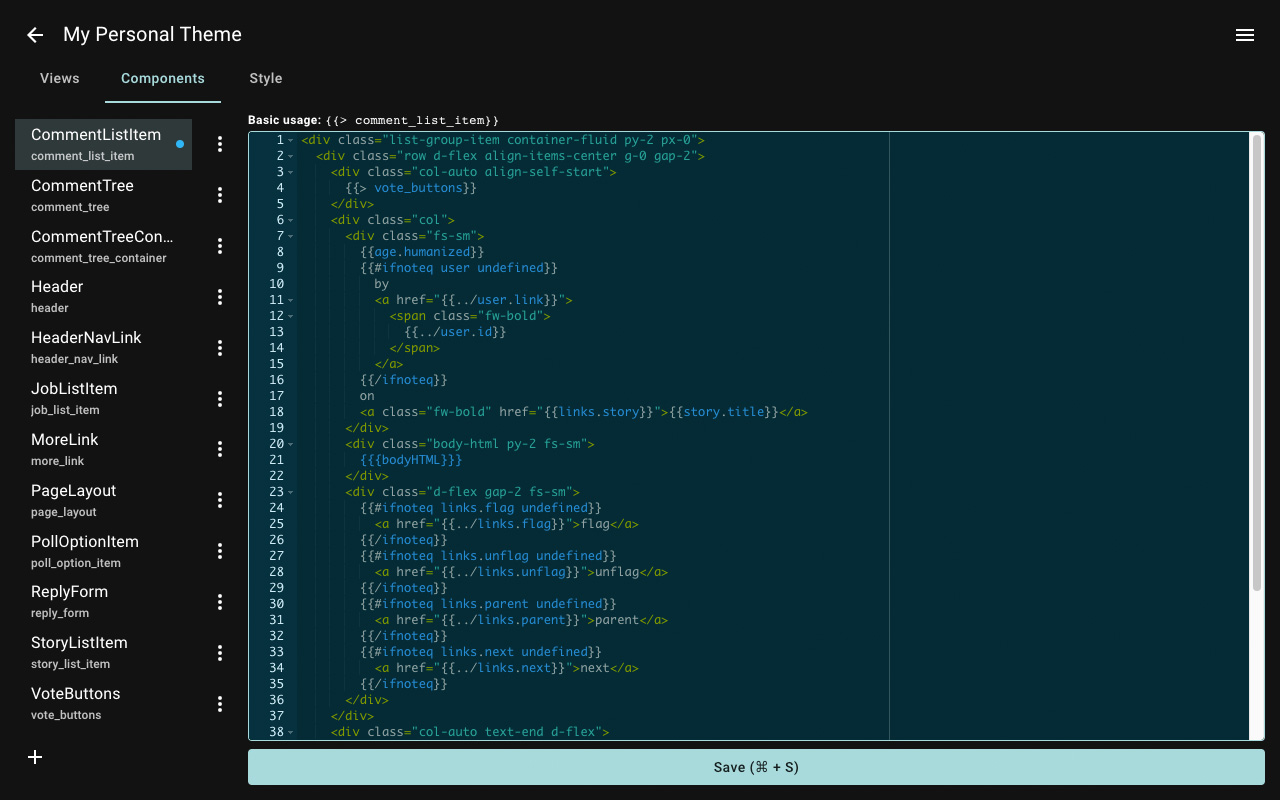 My Personal Theme
Views Components Style
CommentListItem
comment_list_item
CommentTree
comment_tree
CommentTreeCon…
comment_tree_container
Header
header
HeaderNavLink
header_nav_link
JobListItem
job_list_item
MoreLink
more_link
PageLayout
page_layout
PollOptionItem
poll_option_item
ReplyForm
reply_form
StoryListItem
story_list_item
VoteButtons
vote_buttons
Basic usage: {{> comment_list_item}}
1 <div class="list-group-item container-fluid py-2 px-0">
2 <div class="row d-flex align-items-center g-0 gap-2">
3 <div class="col-auto align-self-start">
4 {{> vote_buttons}}
5 </div>
6 <div class="col">
7 <div class="fs-sm">
8 {{age.humanized}}
9 {{#ifnoteq user undefined}}
10 by
11 <a href="{{../user.link}}">
12 <span class="fw-bold">
13 {{../user.id}}
14 </span>
15 </a>
16 {{/ifnoteq}}
17 on
18 <a class="fw-bold" href="{{links.story}}">{{story.title}}</a>
19 </div>
20 <div class="body-html py-2 fs-sm">
21 {{{bodyHTML}}}
22 </div>
23 <div class="d-flex gap-2 fs-sm">
24 {{#ifnoteq links.flag undefined}}
25 <a href="{{../links.flag}}">flag</a>
26 {{/ifnoteq}}
27 {{#ifnoteq links.unflag undefined}}
28 <a href="{{../links.unflag}}">unflag</a>
29 {{/ifnoteq}}
30 {{#ifnoteq links.parent undefined}}
31 <a href="{{../links.parent}}">parent</a>
32 {{/ifnoteq}}
33 {{#ifnoteq links.next undefined}}
34 <a href="{{../links.next}}">next</a>
35 {{/ifnoteq}}
36 </div>
37 </div>
38 <div class="col-auto text-end d-flex">
Save (⌘ + S)